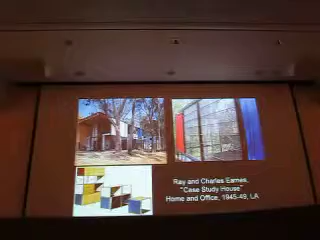 Ray and Charles Eames,
"Case Study House"
Home and Office, 1945-49, LA